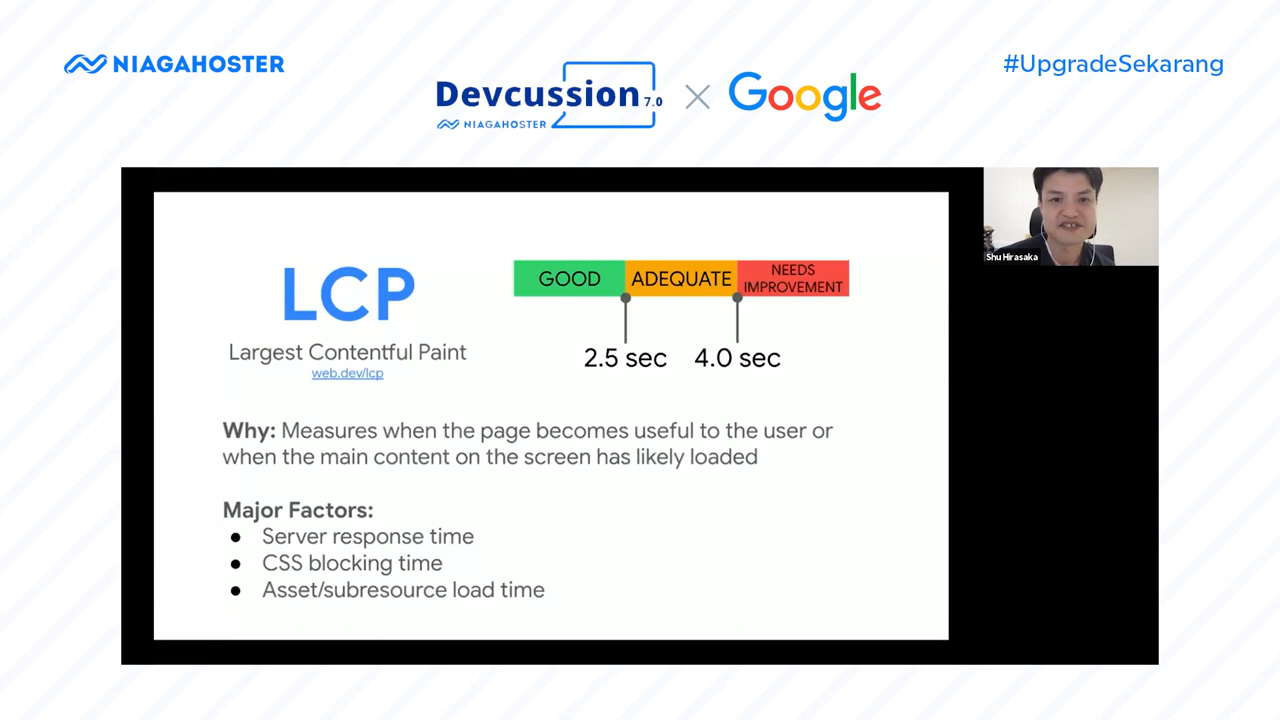 NIAGAHOSTER
Devcussion 7.0
NIAGAHOSTER
Google
#UpgradeSekarang
Shu Hirasaka
LCP
Largest Contentful Paint
web.dev/lcp
GOOD
ADEQUATE
NEEDS
IMPROVEMENT
2.5 sec
4.0 sec
Why: Measures when the page becomes useful to the user or
when the main content on the screen has likely loaded
Major Factors:
● Server response time
● CSS blocking time
● Asset/subresource load time